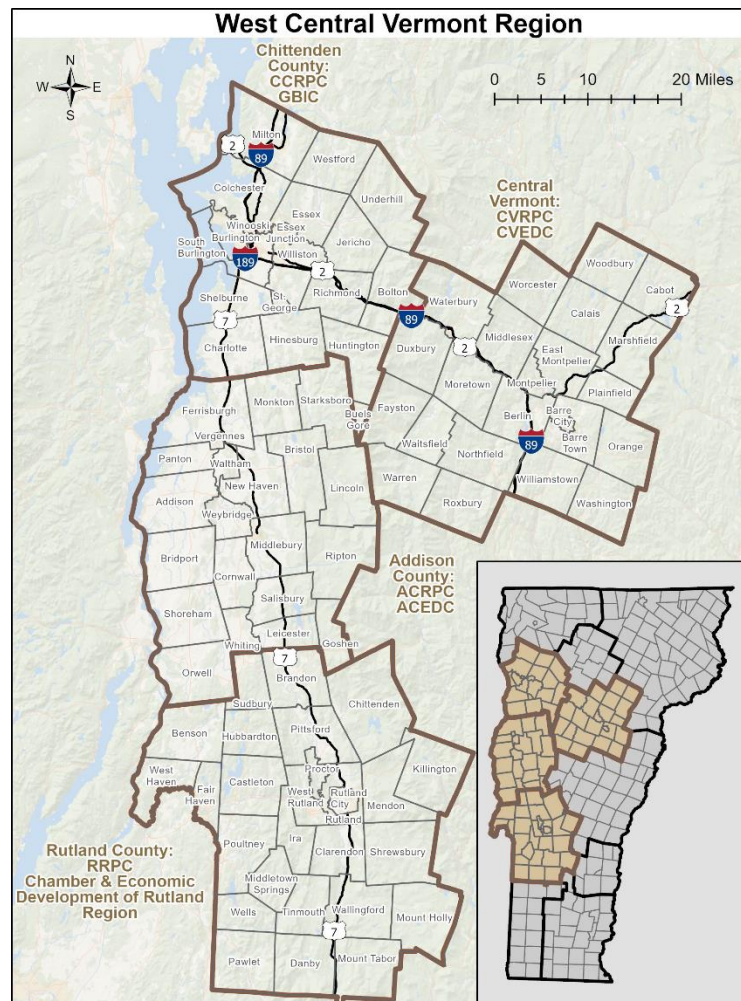 West Central Vermont Region
N
W
E
S
Chittenden
County:
CCRPC
GBIC
0 5 10 20 Miles
Central
Vermont:
CVRPC
CVEDC
Milton
2
89
Westford
Colchester
Underhill
Essex
Winooski
Essex
Burlington
Junction
Jericho
South
Burlington
Williston
189
2
Richmond
Bolton
Shelburne
St.
George
7
Charlotte
Hinesburg
Huntington
Woodbury
Cabot
Worcester
Waterbury
Calais
89
2
Middlesex
Marshfield
2
Duxbury
East
Montpelier
Moretown
Montpelier
Plainfield
Fayston
Berlin
Barre
City
Waitsfield
89
Barre
Town
Orange
Northfield
Warren
Williamstown
Roxbury
Washington
Ferrisburgh
Monkton
Starksboro
Buels
Gore
Vergennes
Panton
Waltham
Bristol
New Haven
Addison
Lincoln
Weybridge
Middlebury
Bridport
Ripton
Cornwall
Addison
County:
ACRPC
ACEDC
Salisbury
Shoreham
Leicester
Whiting
Goshen
Orwell
7
Brandon
Sudbury
Chittenden
Benson
Hubbardton
Pittsford
West
Haven
Fair
Haven
Castleton
Proctor
Killington
West
Rutland
Rutland
City
Mendon
Rutland
Poultney
Ira
Clarendon
Shrewsbury
Middletown
Springs
Wells
Tinmouth
Wallingford
Mount Holly
7
Pawlet
Danby
Mount Tabor
Rutland County:
RRPC
Chamber & Economic
Development of Rutland
Region